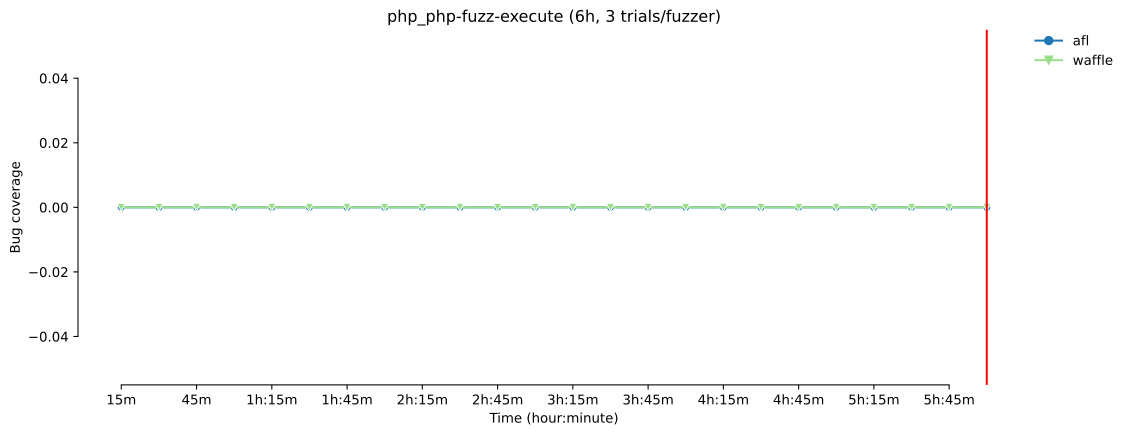 php_php-fuzz-execute (6h, 3 trials/fuzzer)
afl
waffle
0.04
0.02
0.00
−0.02
−0.04
Bug coverage
15m 45m 1h:15m 1h:45m 2h:15m 2h:45m 3h:15m 3h:45m 4h:15m 4h:45m 5h:15m 5h:45m
Time (hour:minute)